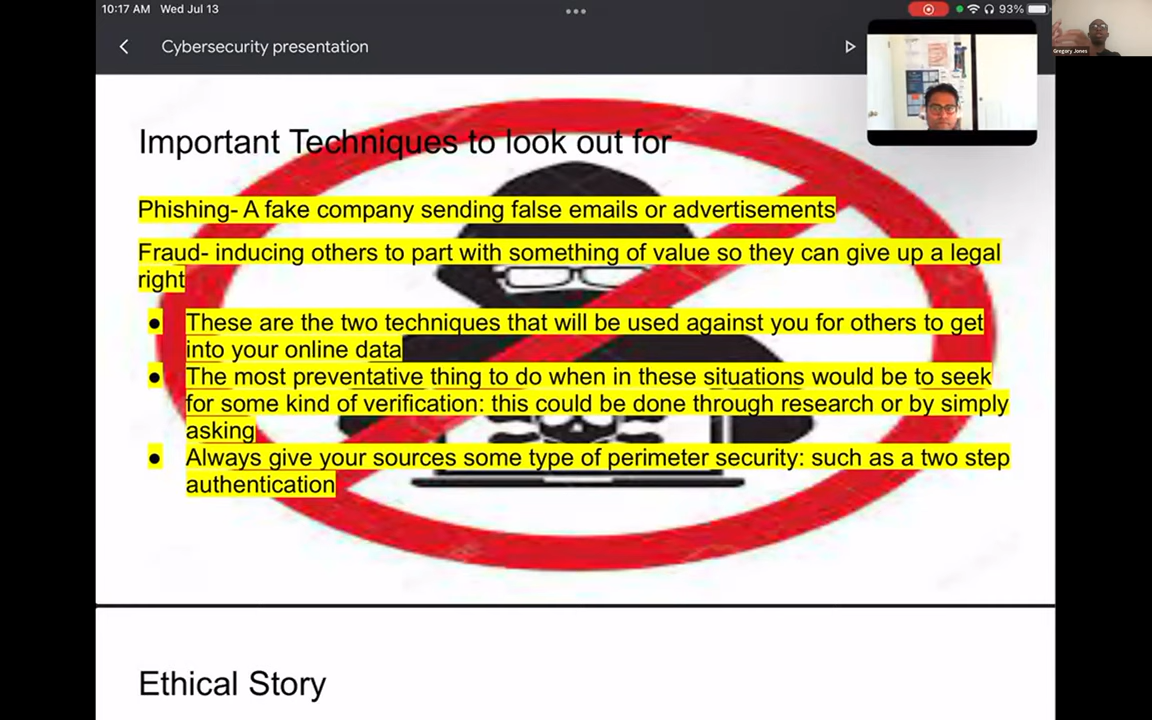 10:17 AM Wed Jul 13
93%
Cybersecurity presentation
Gregory Jones
Important Techniques to look out for
Phishing- A fake company sending false emails or advertisements
Fraud- inducing others to part with something of value so they can give up a legal
right
● These are the two techniques that will be used against you for others to get
into your online data
● The most preventative thing to do when in these situations would be to seek
for some kind of verification: this could be done through research or by simply
asking
● Always give your sources some type of perimeter security: such as a two step
authentication
Ethical Story